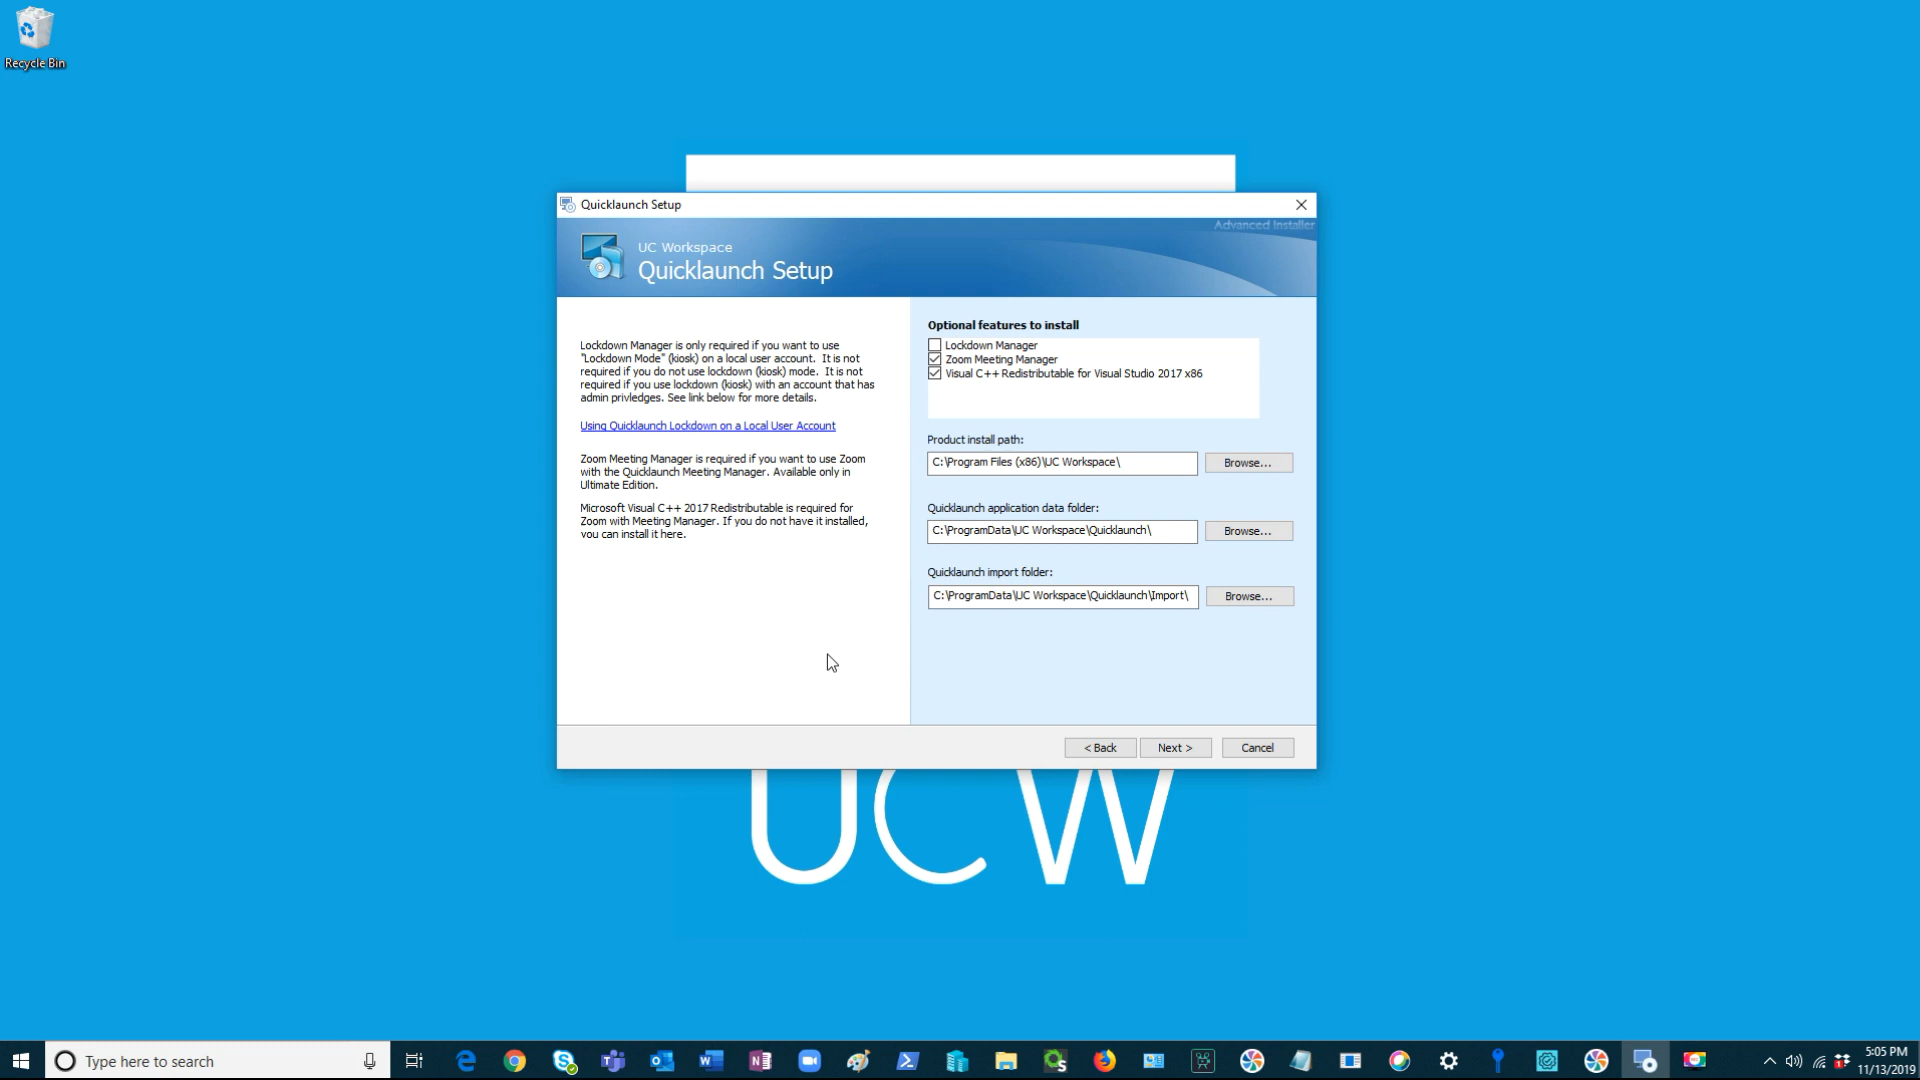 Recycle Bin
Quicklaunch Setup
Advanced Installer
UC Workspace
Quicklaunch Setup
Lockdown Manager is only required if you want to use
"Lockdown Mode" (kiosk) on a local user account. It is not
required if you do not use lockdown (kiosk) mode. It is not
required if you use lockdown (kiosk) with an account that has
admin privledges. See link below for more details.
Using Quicklaunch Lockdown on a Local User Account
Zoom Meeting Manager is required if you want to use Zoom
with the Quicklaunch Meeting Manager. Available only in
Ultimate Edition.
Microsoft Visual C++ 2017 Redistributable is required for
Zoom with Meeting Manager. If you do not have it installed,
you can install it here.
Optional features to install
Lockdown Manager
Zoom Meeting Manager
Visual C++ Redistributable for Visual Studio 2017 x86
Product install path:
C:\Program Files (x86)\UC Workspace\
Browse...
Quicklaunch application data folder:
C:\ProgramData\UC Workspace\Quicklaunch\
Browse...
Quicklaunch import folder:
C:\ProgramData\UC Workspace\Quicklaunch\Import\
Browse...
< Back
Next >
Cancel
UCW
Type here to search
5:05 PM
11/13/2019